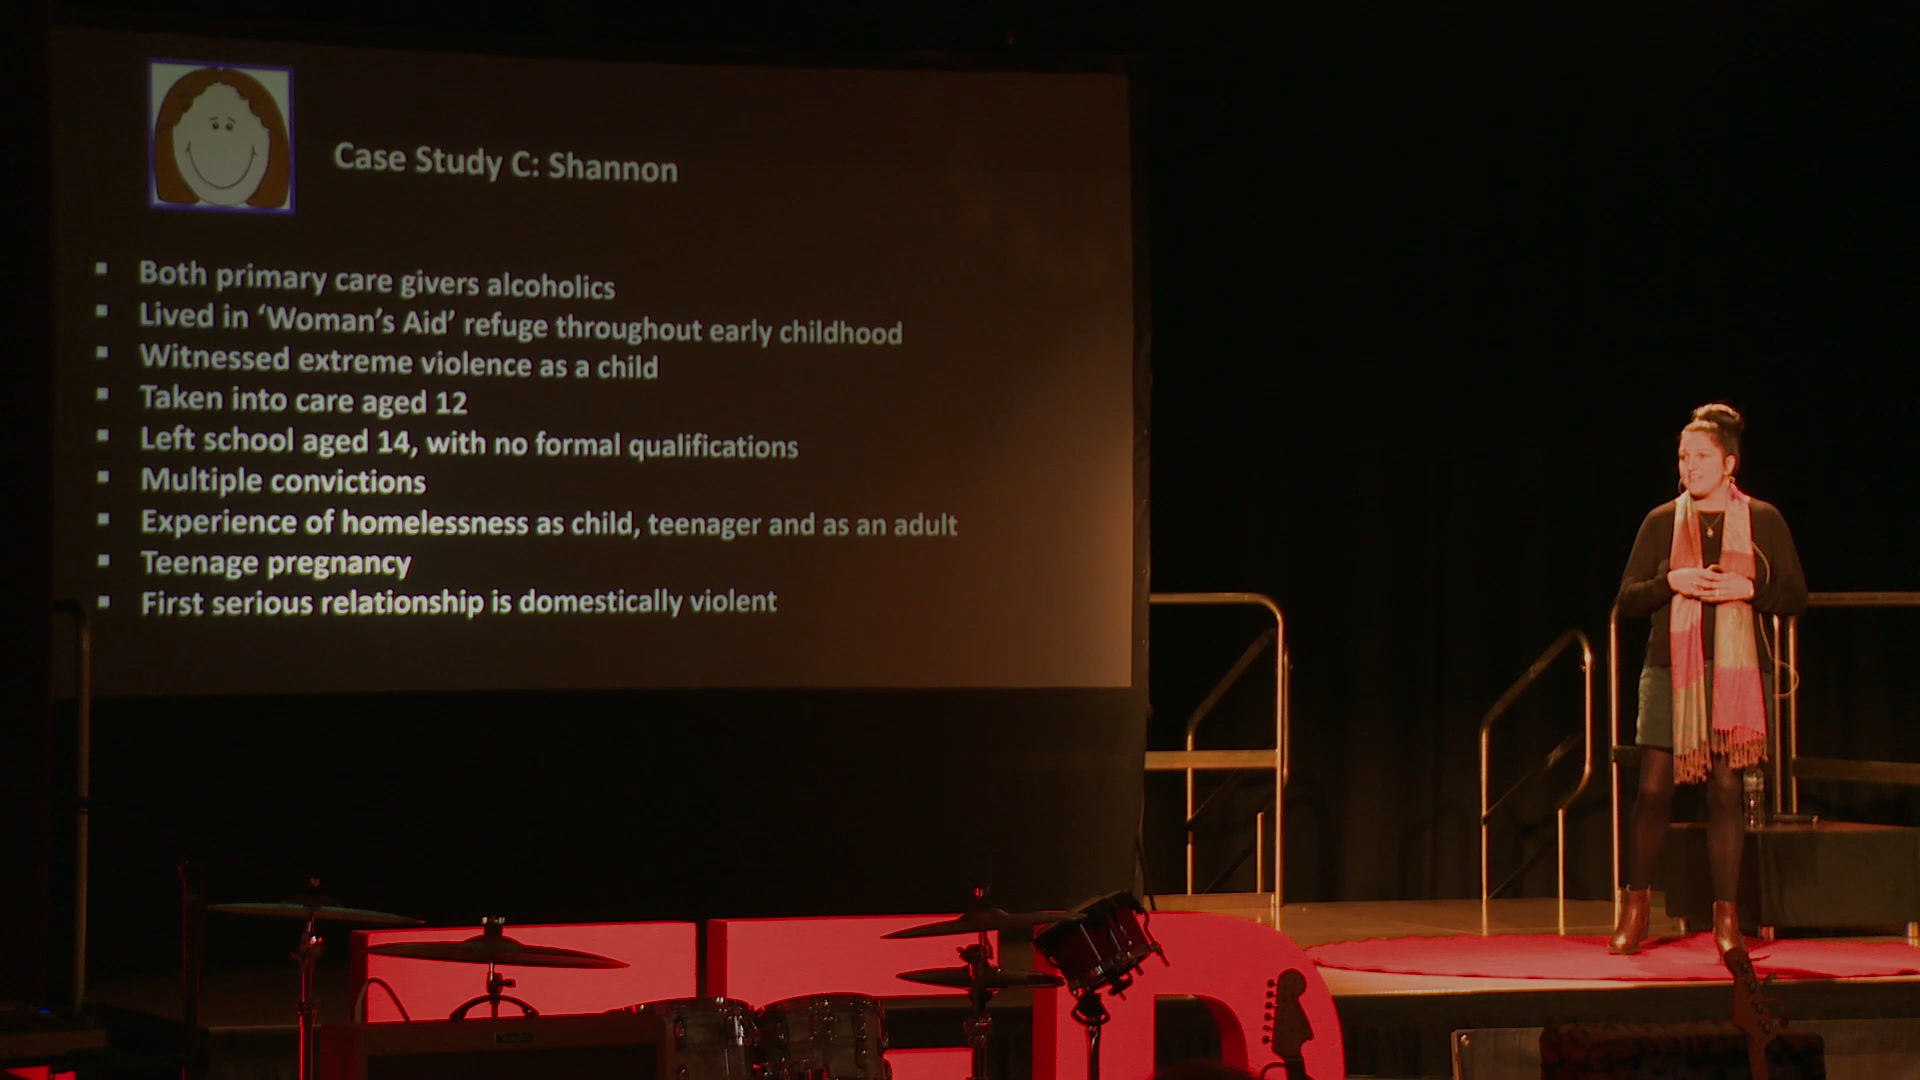 Case Study C: Shannon
Both primary care givers alcoholics
Lived in ‘Woman’s Aid’ refuge throughout early childhood
Witnessed extreme violence as a child
Taken into care aged 12
Left school aged 14, with no formal qualifications
Multiple convictions
Experience of homelessness as child, teenager and as an adult
Teenage pregnancy
First serious relationship is domestically violent
TED